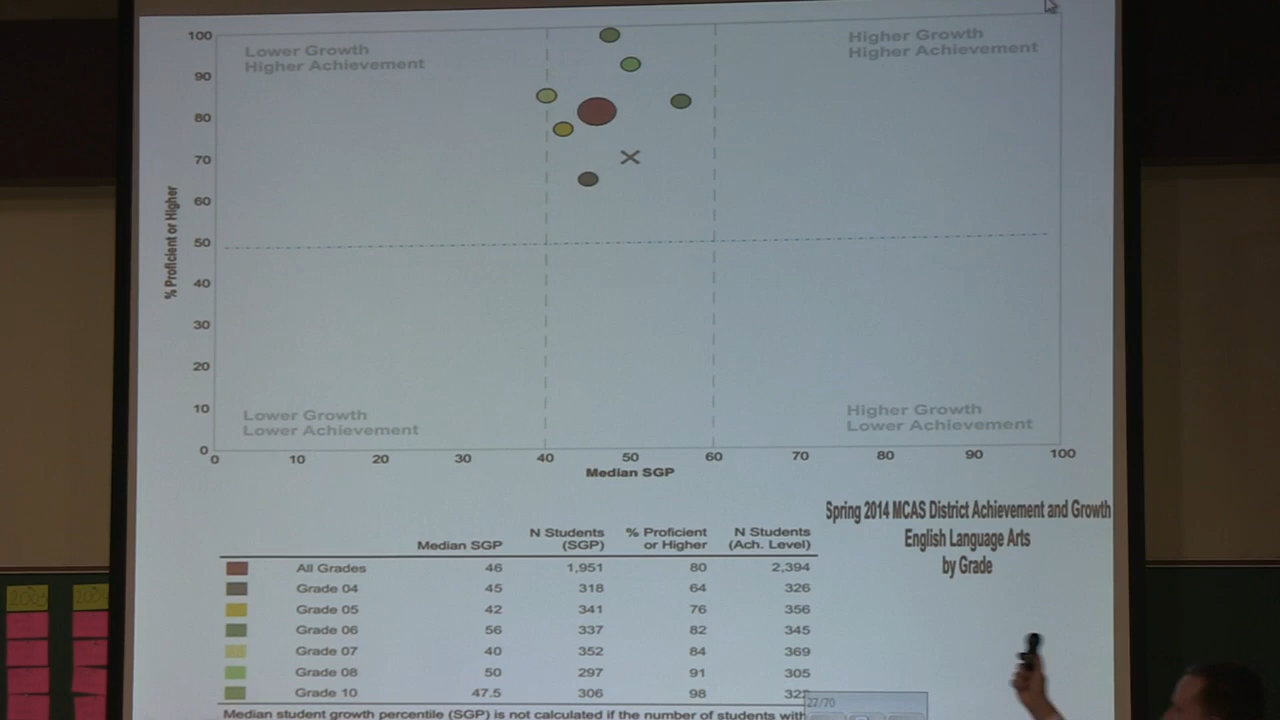 100
Lower Growth
Higher Achievement
Higher Growth
Higher Achievement
90
80
70
60
50
40
30
20
10
0
% Proficient or Higher
Lower Growth
Lower Achievement
Higher Growth
Lower Achievement
0 10 20 30 40 50 60 70 80 90 100
Median SGP
Spring 2014 MCAS District Achievement and Growth
English Language Arts
by Grade
Median SGP N Students (SGP) % Proficient or Higher N Students (Ach. Level)
All Grades 46 1,951 80 2,394
Grade 04 45 318 64 326
Grade 05 42 341 76 356
Grade 06 56 337 82 345
Grade 07 40 352 84 369
Grade 08 50 297 91 305
Grade 10 47.5 306 98
27/70
Median student growth percentile (SGP) is not calculated if the number of students with